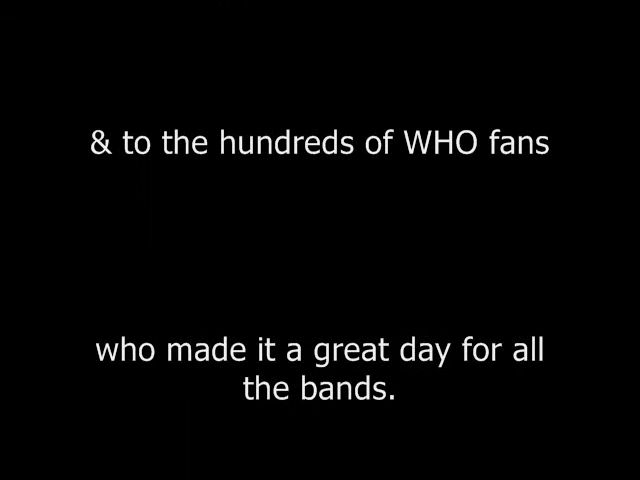 & to the hundreds of WHO fans
who made it a great day for all
the bands.